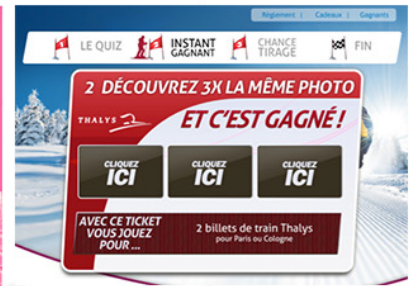 Règlement | Cadeaux | Gagnants
1 LE QUIZ
2 INSTANT GAGNANT
3 CHANCE TIRAGE
FIN
2 DÉCOUVREZ 3X LA MÊME PHOTO
THALYS
ET C'EST GAGNÉ !
CLIQUEZ ICI
CLIQUEZ ICI
CLIQUEZ ICI
AVEC CE TICKET
VOUS JOUEZ
POUR ...
2 billets de train Thalys
pour Paris ou Cologne